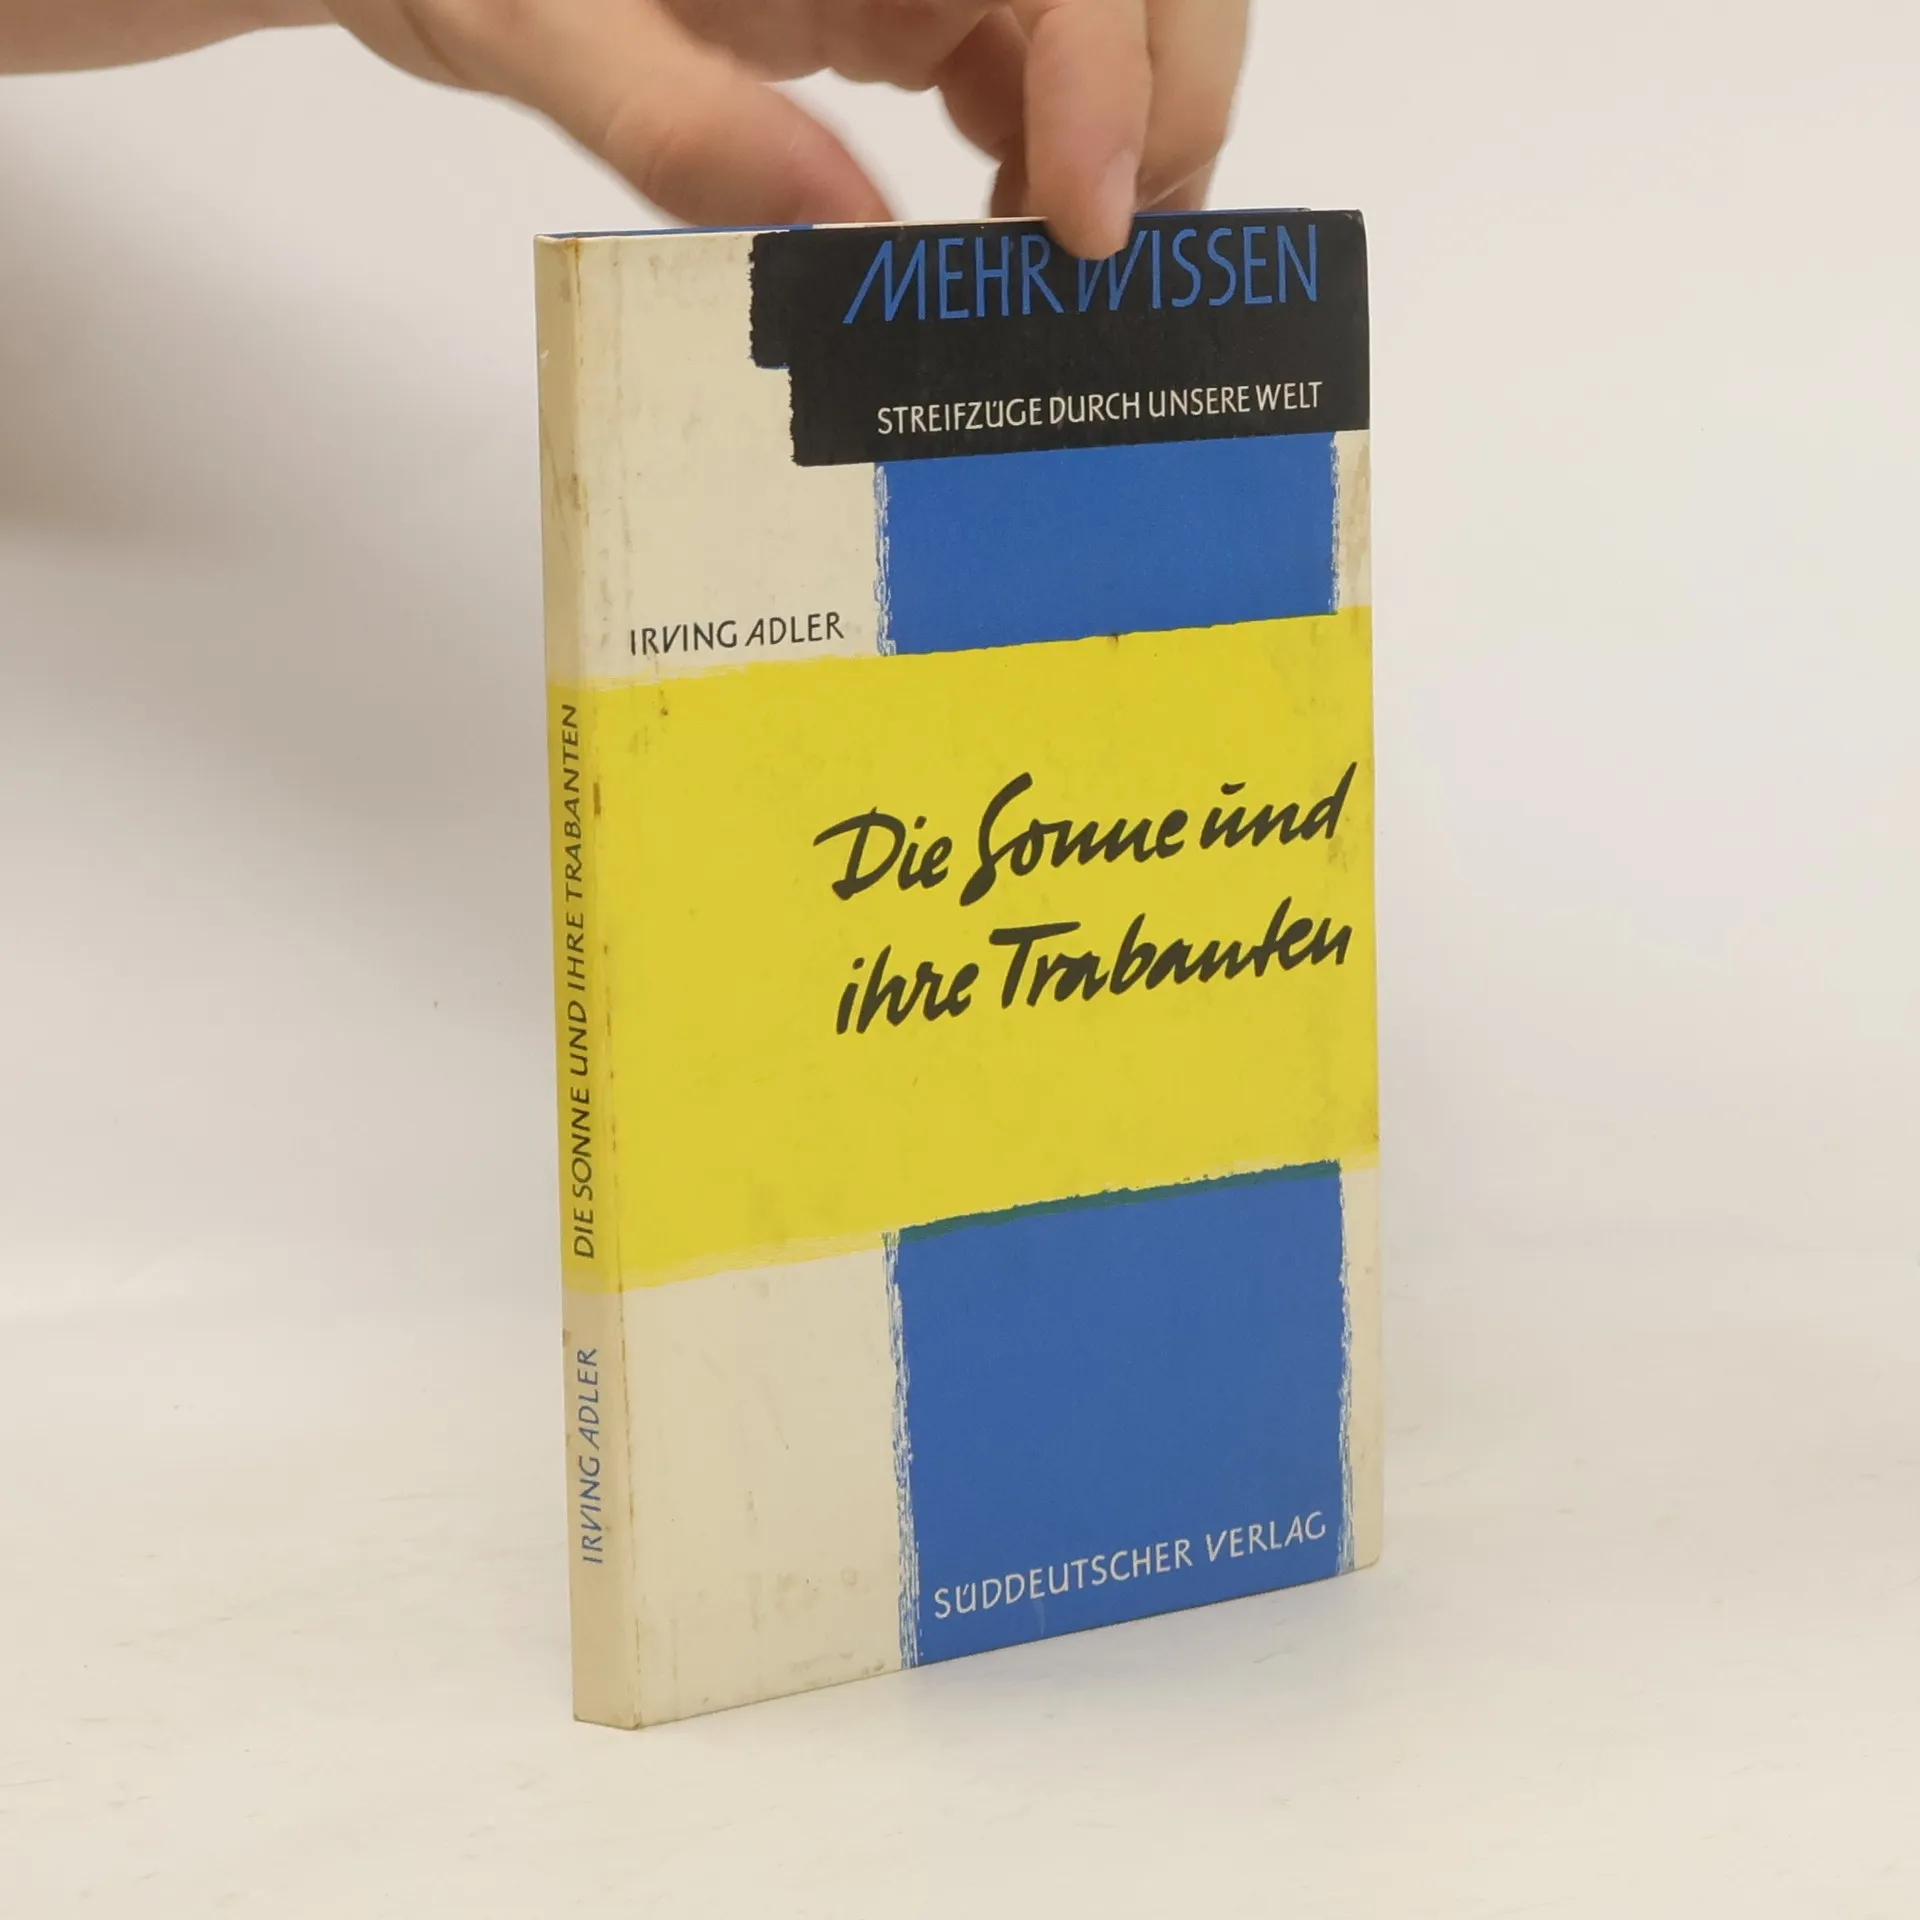 MEHR WISSEN
STREIFZÜGE DURCH UNSERE WELT
IRVING ADLER
Die Sonne und
ihre Trabanten
SÜDDEUTSCHER VERLAG
IRVING ADLER DIE SONNE UND IHRE TRABANTEN